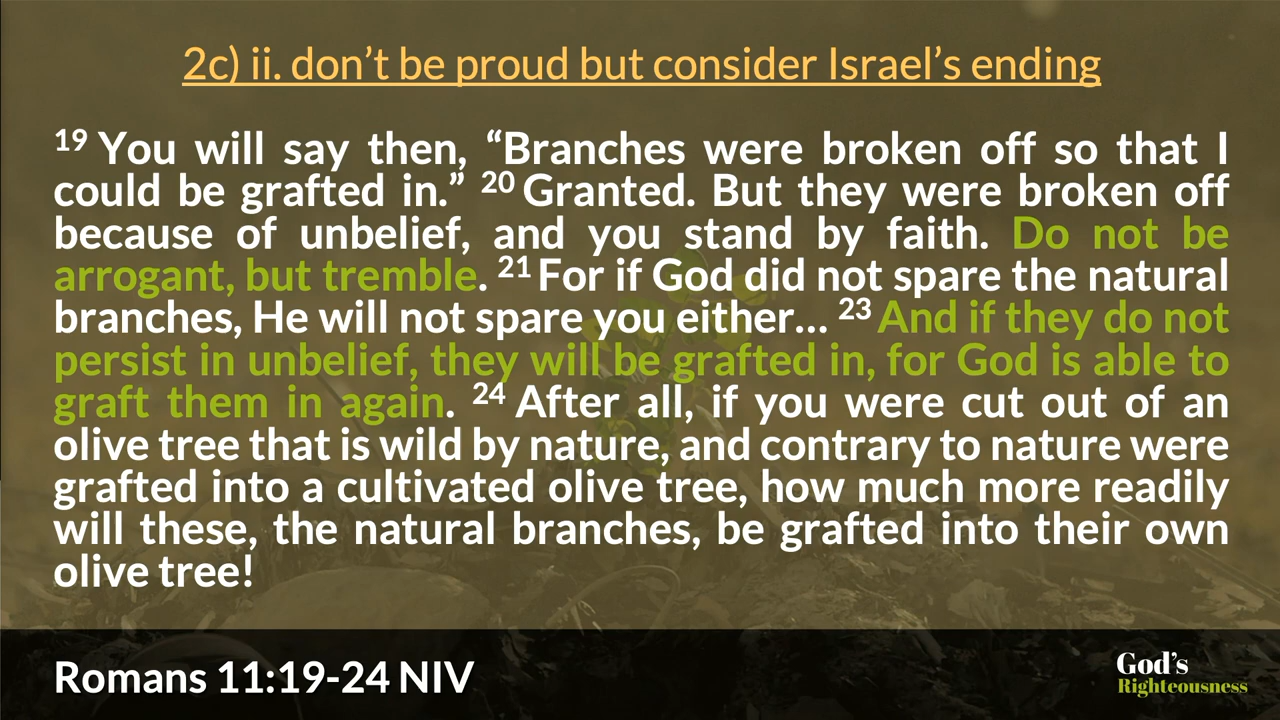 2c) ii. don’t be proud but consider Israel’s ending
19 You will say then, “Branches were broken off so that I
could be grafted in.” 20 Granted. But they were broken off
because of unbelief, and you stand by faith. Do not be
arrogant, but tremble. 21 For if God did not spare the natural
branches, He will not spare you either… 23 And if they do not
persist in unbelief, they will be grafted in, for God is able to
graft them in again. 24 After all, if you were cut out of an
olive tree that is wild by nature, and contrary to nature were
grafted into a cultivated olive tree, how much more readily
will these, the natural branches, be grafted into their own
olive tree!
Romans 11:19-24 NIV
God’s
Righteousness